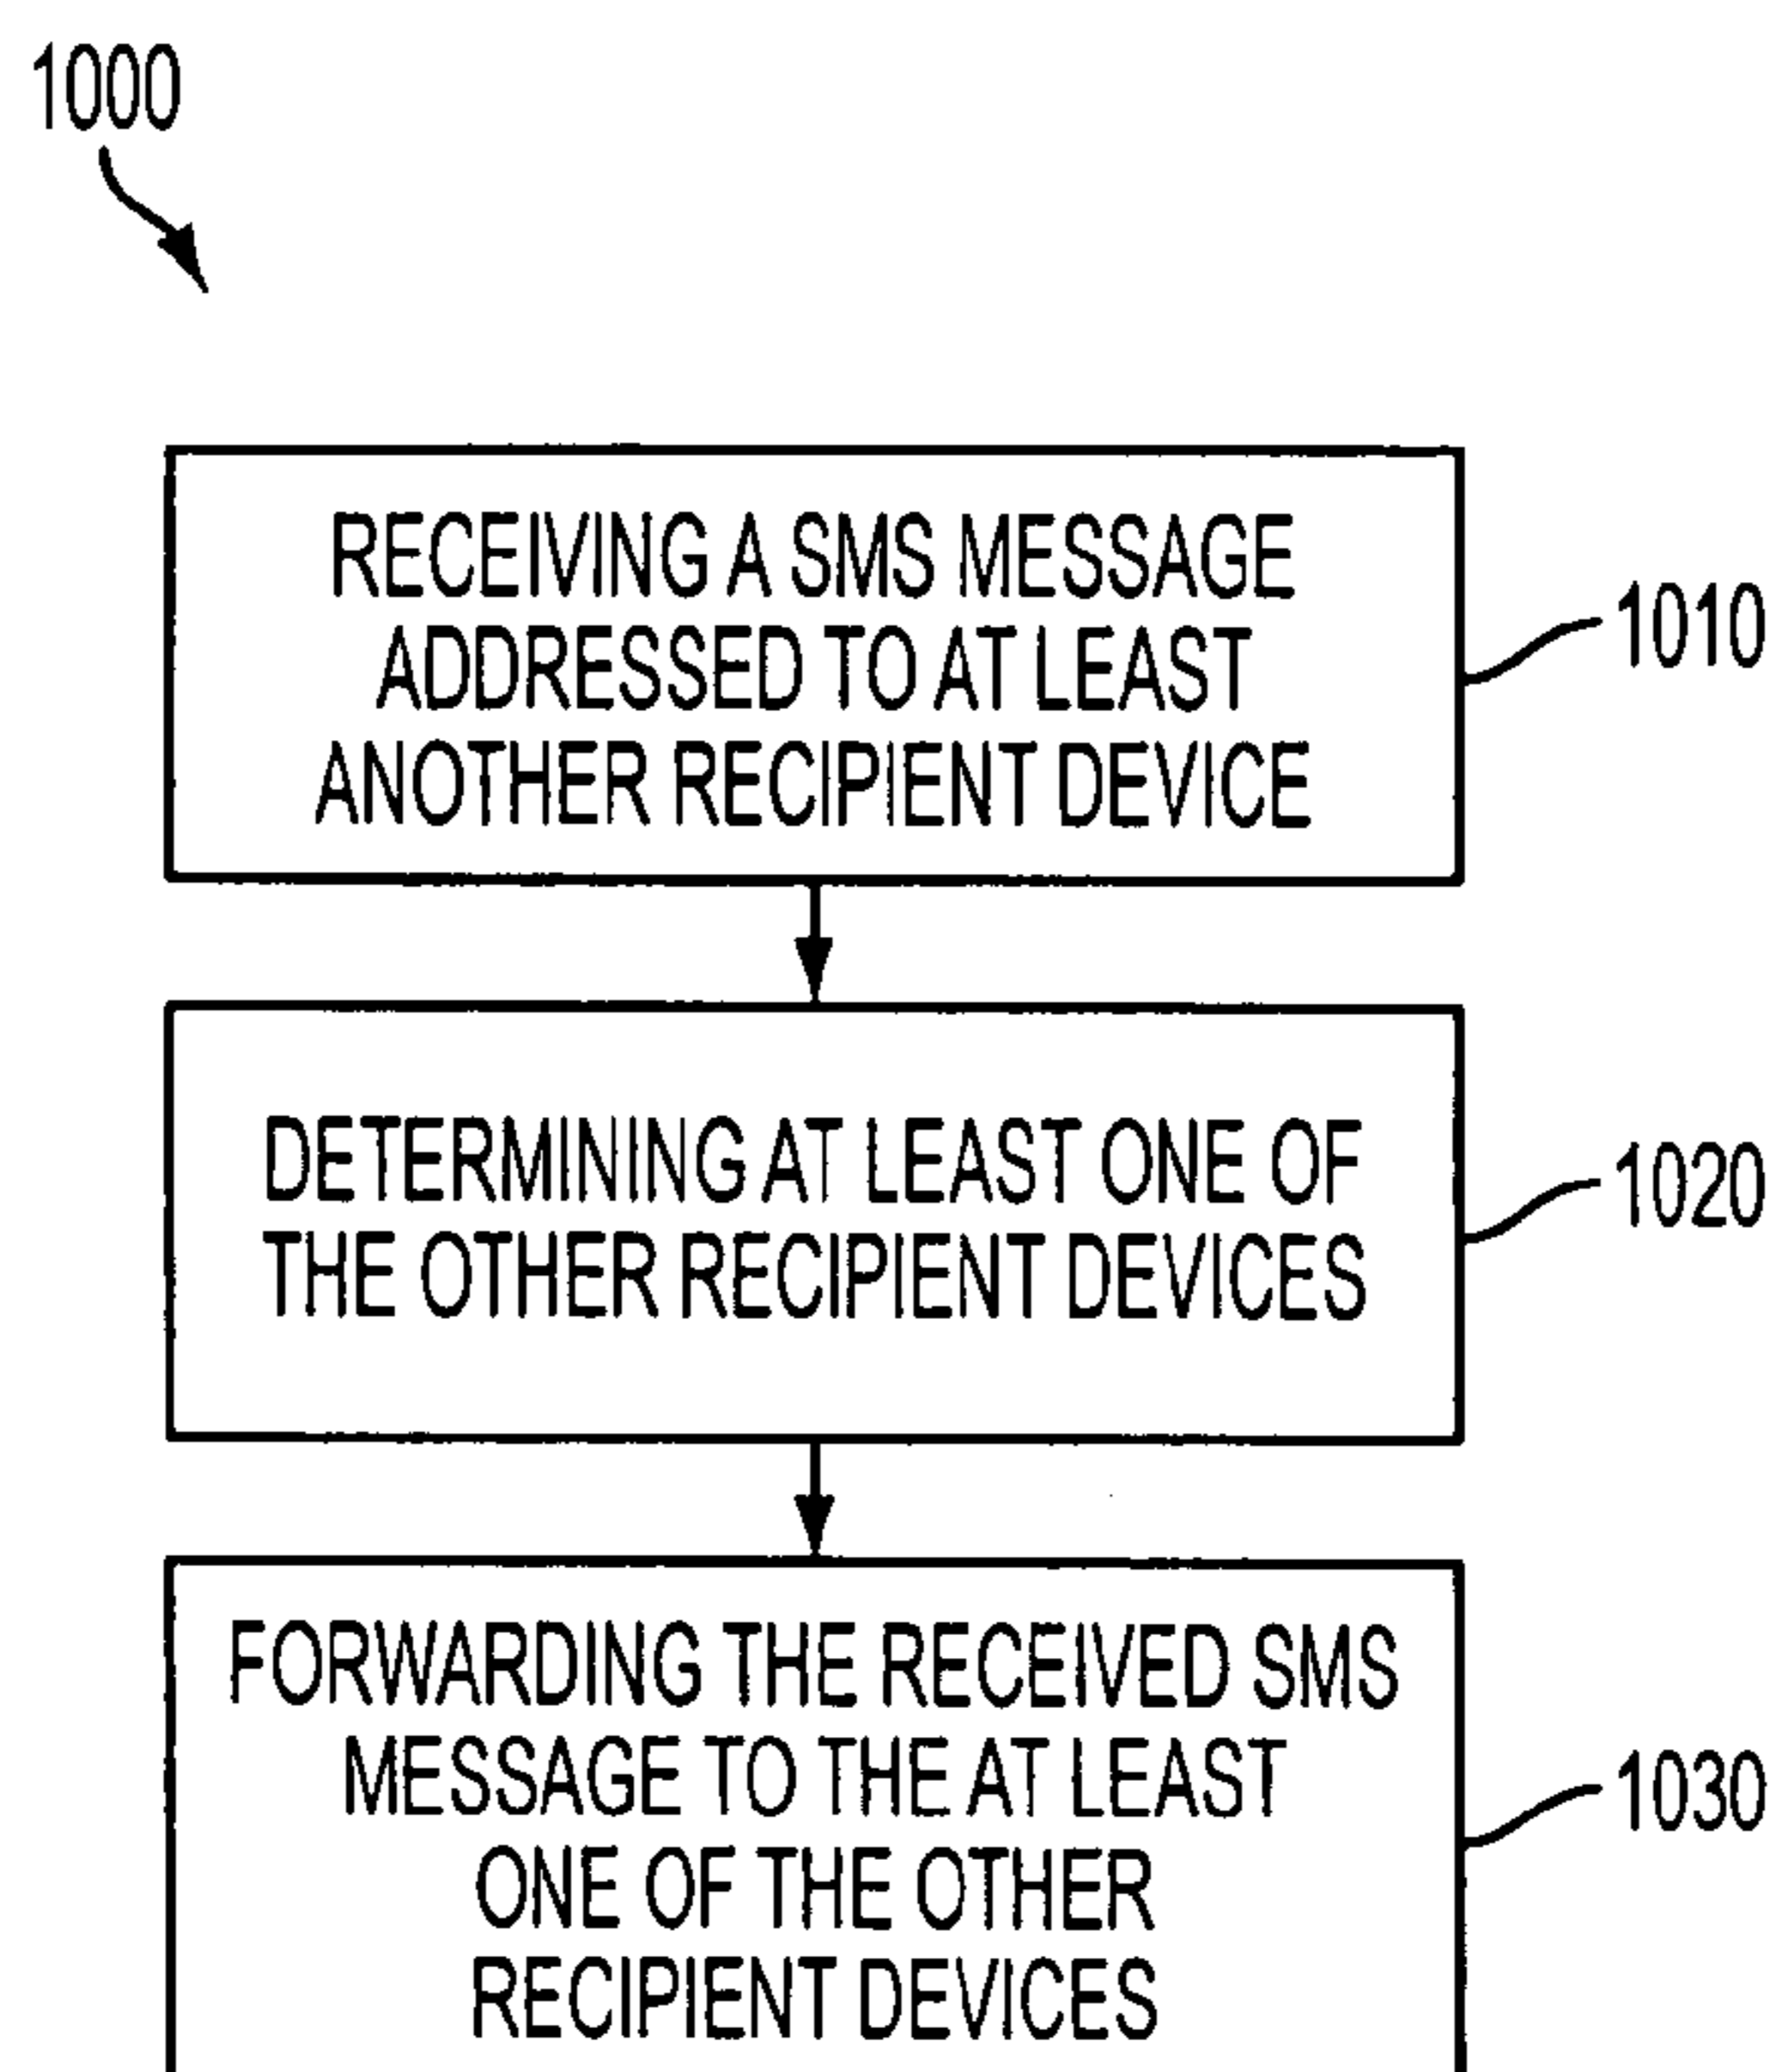 1000
RECEIVING A SMS MESSAGE
ADDRESSED TO AT LEAST
ANOTHER RECIPIENT DEVICE
1010
DETERMINING AT LEAST ONE OF
THE OTHER RECIPIENT DEVICES
1020
FORWARDING THE RECEIVED SMS
MESSAGE TO THE AT LEAST
ONE OF THE OTHER
RECIPIENT DEVICES
1030